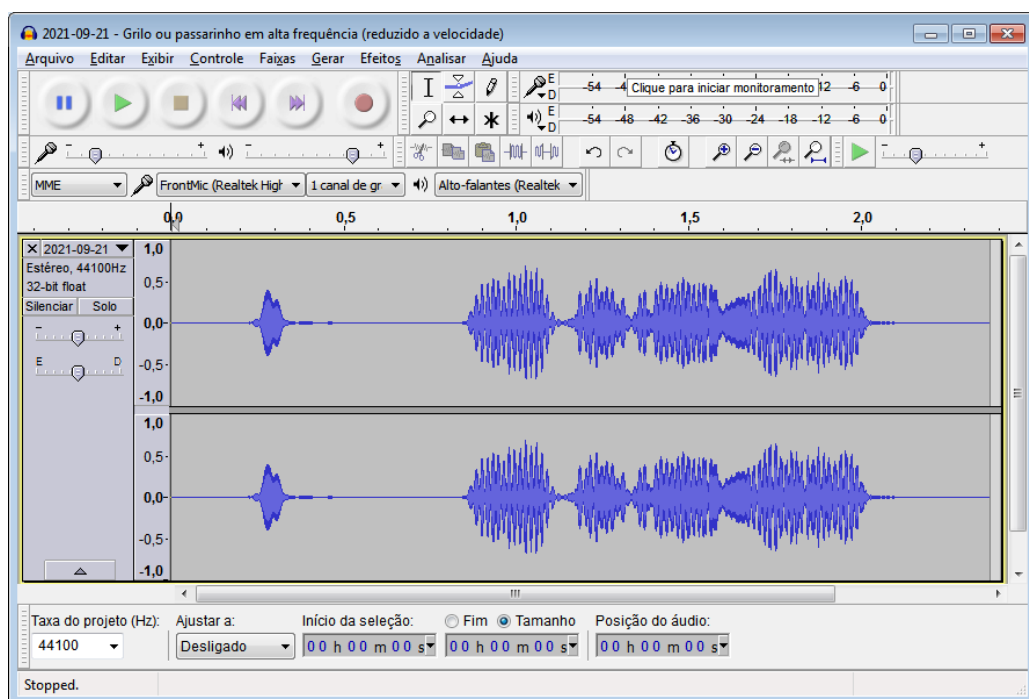 2021-09-21 - Grilo ou passarinho em alta frequência (reduzido a velocidade)
Arquivo Editar Exibir Controle Faixas Gerar Efeitos Analisar Ajuda
E D -54 -4 Clique para iniciar monitoramento 12 -6 0
E D -54 -48 -42 -36 -30 -24 -18 -12 -6 0
- + - + - +
MME FrontMic (Realtek High 1 canal de gr Alto-falantes (Realtek
0,0 0,5 1,0 1,5 2,0
X 2021-09-21 1,0
Estéreo, 44100Hz
32-bit float 0,5
Silenciar Solo
- + 0,0
E D -0,5
-1,0
1,0
0,5
0,0
-0,5
-1,0
Taxa do projeto (Hz): Ajustar a: Início da seleção: Fim Tamanho Posição do áudio:
44100 Desligado 00 h 00 m 00 s 00 h 00 m 00 s 00 h 00 m 00 s
Stopped.